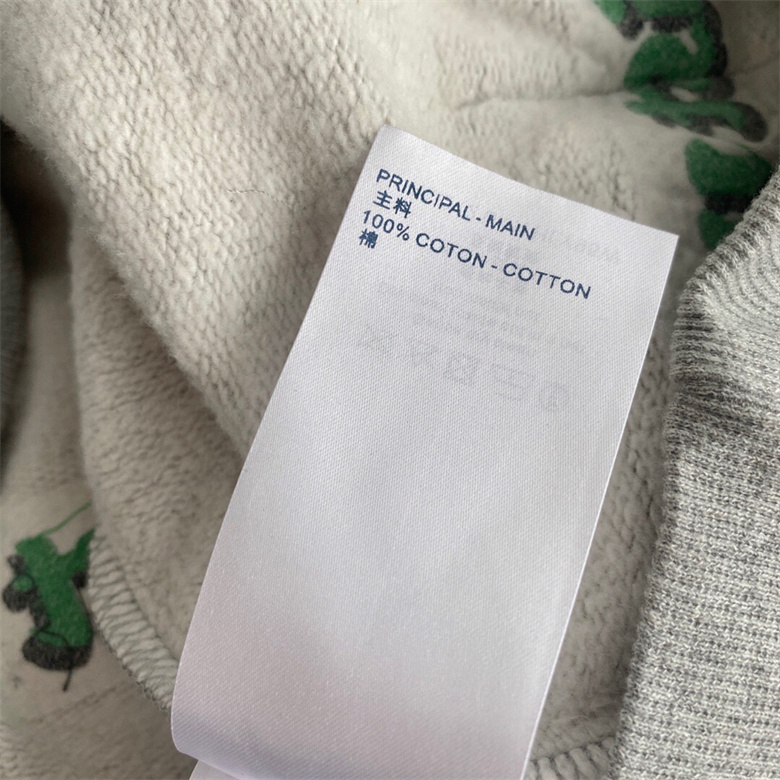 PRINCIPAL - MAIN
主料
100% COTON - COTTON
棉